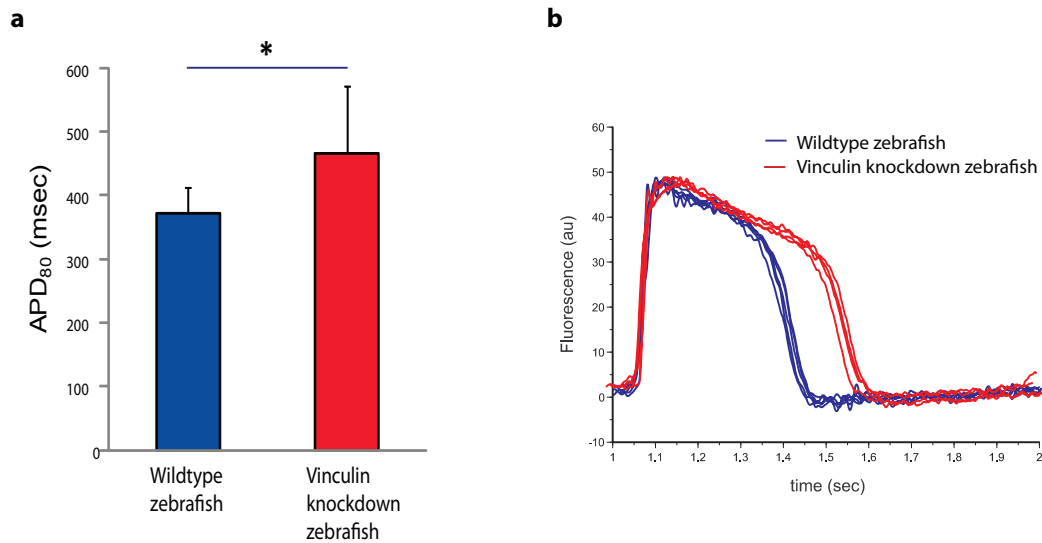 a
*
600
500
400
300
200
100
0
APD80 (msec)
Wildtype
zebrafish
Vinculin
knockdown
zebrafish
b
Wildtype zebrafish
Vinculin knockdown zebrafish
60
50
40
30
20
10
0
-10
Fluorescence (au)
1 1.1 1.2 1.3 1.4 1.5 1.6 1.7 1.8 1.9 2
time (sec)